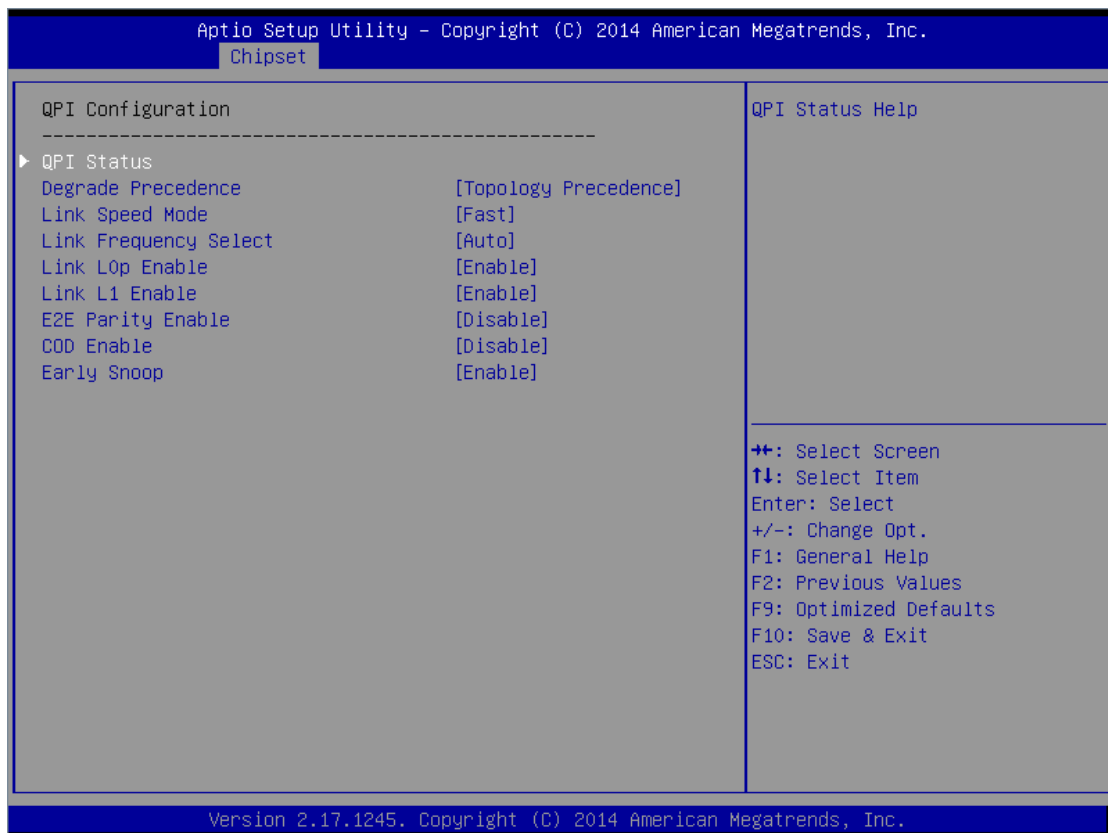 Aptio Setup Utility – Copyright (C) 2014 American Megatrends, Inc.
Chipset
QPI Configuration
QPI Status
Degrade Precedence [Topology Precedence]
Link Speed Mode [Fast]
Link Frequency Select [Auto]
Link L0p Enable [Enable]
Link L1 Enable [Enable]
E2E Parity Enable [Disable]
COD Enable [Disable]
Early Snoop [Enable]
QPI Status Help
→←: Select Screen
↑↓: Select Item
Enter: Select
+/-: Change Opt.
F1: General Help
F2: Previous Values
F9: Optimized Defaults
F10: Save & Exit
ESC: Exit
Version 2.17.1245. Copyright (C) 2014 American Megatrends, Inc.